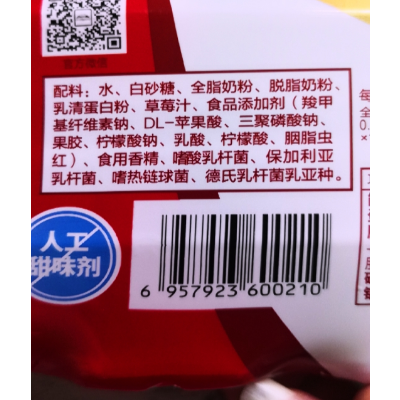 配料：水、白砂糖、全脂奶粉、脱脂奶粉、
乳清蛋白粉、草莓汁、食品添加剂（羧甲
基纤维素钠、DL-苹果酸、三聚磷酸钠、
果胶、柠檬酸钠、乳酸、柠檬酸、胭脂虫
红）、食用香精、嗜酸乳杆菌、保加利亚
乳杆菌、嗜热链球菌、德氏乳杆菌乳亚种。
人工
甜味剂
6 957923 600210